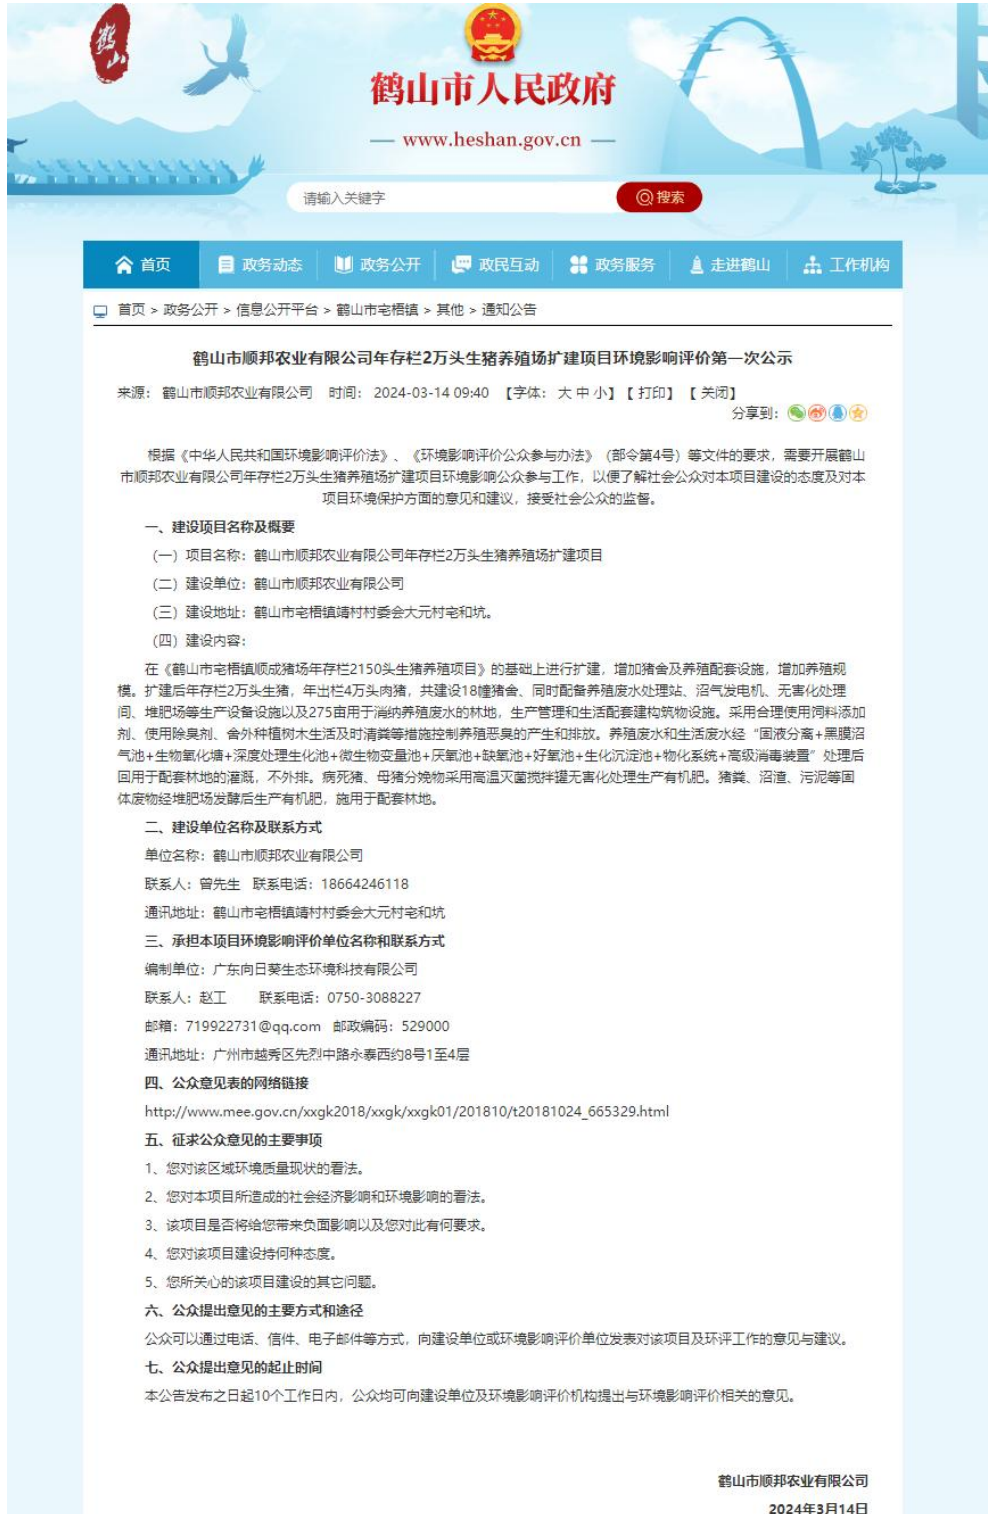 鹤山
鹤山市人民政府
www.heshan.gov.cn
请输入关键字
搜索
首页 政务动态 政务公开 政民互动 政务服务 走进鹤山 工作机构
首页 > 政务公开 > 信息公开平台 > 鹤山市宅梧镇 > 其他 > 通知公告
鹤山市顺邦农业有限公司年存栏2万头生猪养殖场扩建项目环境影响评价第一次公示
来源: 鹤山市顺邦农业有限公司 时间: 2024-03-14 09:40 【字体: 大 中 小】【 打印】 【 关闭】
分享到:
根据《中华人民共和国环境影响评价法》、《环境影响评价公众参与办法》（部令第4号）等文件的要求，需要开展鹤山
市顺邦农业有限公司年存栏2万头生猪养殖场扩建项目环境影响公众参与工作，以便了解社会公众对本项目建设的态度及对本
项目环境保护方面的意见和建议，接受社会公众的监督。
一、建设项目名称及概要
（一）项目名称：鹤山市顺邦农业有限公司年存栏2万头生猪养殖场扩建项目
（二）建设单位：鹤山市顺邦农业有限公司
（三）建设地址：鹤山市宅梧镇靖村村委会大元村宅和坑。
（四）建设内容：
在《鹤山市宅梧镇顺成猪场年存栏2150头生猪养殖项目》的基础上进行扩建，增加猪舍及养殖配套设施，增加养殖规
模。扩建后年存栏2万头生猪，年出栏4万头肉猪，共建设18幢猪舍、同时配备养殖废水处理站、沼气发电机、无害化处理
间、堆肥场等生产设备设施以及275亩用于消纳养殖废水的林地，生产管理和生活配套建构筑物设施。采用合理使用饲料添加
剂、使用除臭剂、舍外种植树木生活及时清粪等措施控制养殖恶臭的产生和排放。养殖废水和生活废水经“固液分离+黑膜沼
气池+生物氧化塘+深度处理生化池+微生物变量池+厌氧池+缺氧池+好氧池+生化沉淀池+物化系统+高级消毒装置”处理后
回用于配套林地的灌溉，不外排。病死猪、母猪分娩物采用高温灭菌搅拌罐无害化处理生产有机肥。猪粪、沼渣、污泥等固
体废物经堆肥场发酵后生产有机肥，施用于配套林地。
二、建设单位名称及联系方式
单位名称：鹤山市顺邦农业有限公司
联系人：曾先生 联系电话：18664246118
通讯地址：鹤山市宅梧镇靖村村委会大元村宅和坑
三、承担本项目环境影响评价单位名称和联系方式
编制单位：广东向日葵生态环境科技有限公司
联系人：赵工 联系电话：0750-3088227
邮箱：719922731@qq.com 邮政编码：529000
通讯地址：广州市越秀区先烈中路永泰西约8号1至4层
四、公众意见表的网络链接
http://www.mee.gov.cn/xxgk2018/xxgk/xxgk01/201810/t20181024_665329.html
五、征求公众意见的主要事项
1、您对该区域环境质量现状的看法。
2、您对本项目所造成的社会经济影响和环境影响的看法。
3、该项目是否将给您带来负面影响以及您对此有何要求。
4、您对该项目建设持何种态度。
5、您所关心的该项目建设的其它问题。
六、公众提出意见的主要方式和途径
公众可以通过电话、信件、电子邮件等方式，向建设单位或环境影响评价单位发表对该项目及环评工作的意见与建议。
七、公众提出意见的起止时间
本公告发布之日起10个工作日内，公众均可向建设单位及环境影响评价机构提出与环境影响评价相关的意见。
鹤山市顺邦农业有限公司
2024年3月14日